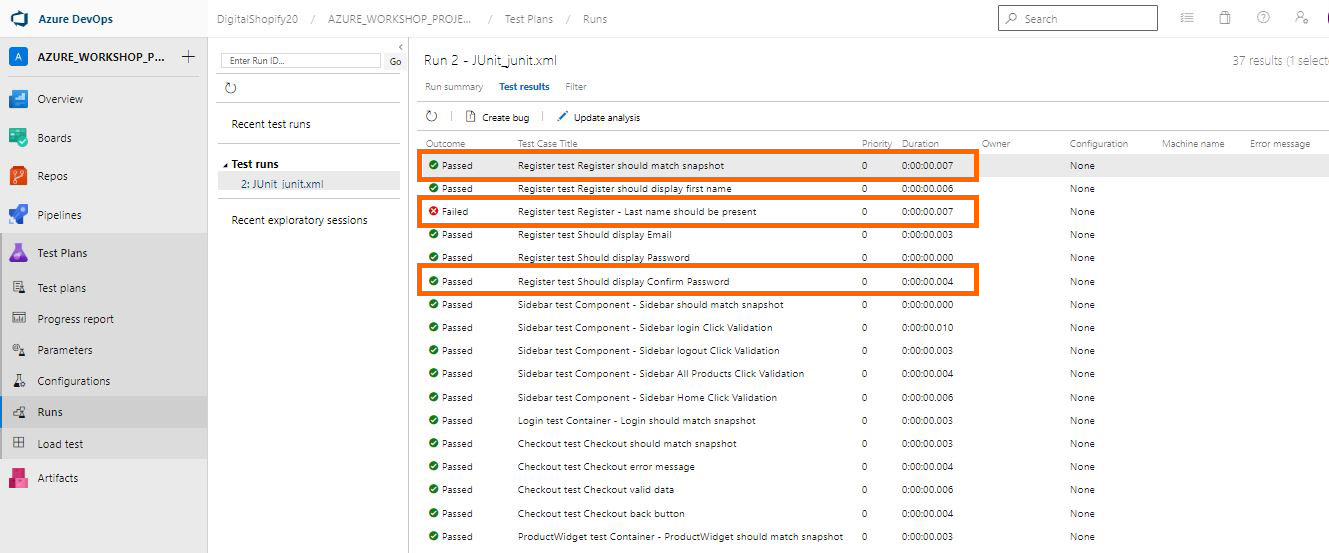 Azure DevOps
DigitalShopify20 / AZURE_WORKSHOP_PROJE... / Test Plans / Runs
Search
A AZURE_WORKSHOP_P... +
Overview
Boards
Repos
Pipelines
Test Plans
Test plans
Progress report
Parameters
Configurations
Runs
Load test
Artifacts
Enter Run ID... Go
Recent test runs
Test runs
2: JUnit_junit.xml
Recent exploratory sessions
Run 2 - JUnit_junit.xml
37 results (1 selecte
Run summary Test results Filter
Create bug Update analysis
Outcome Test Case Title Priority Duration Owner Configuration Machine name Error message
Passed Register test Register should match snapshot 0 0:00:00.007 None
Passed Register test Register should display first name 0 0:00:00.006 None
Failed Register test Register - Last name should be present 0 0:00:00.007 None
Passed Register test Should display Email 0 0:00:00.003 None
Passed Register test Should display Password 0 0:00:00.000 None
Passed Register test Should display Confirm Password 0 0:00:00.004 None
Passed Sidebar test Component - Sidebar should match snapshot 0 0:00:00.000 None
Passed Sidebar test Component - Sidebar login Click Validation 0 0:00:00.010 None
Passed Sidebar test Component - Sidebar logout Click Validation 0 0:00:00.003 None
Passed Sidebar test Component - Sidebar All Products Click Validation 0 0:00:00.004 None
Passed Sidebar test Component - Sidebar Home Click Validation 0 0:00:00.006 None
Passed Login test Container - Login should match snapshot 0 0:00:00.003 None
Passed Checkout test Checkout should match snapshot 0 0:00:00.003 None
Passed Checkout test Checkout error message 0 0:00:00.004 None
Passed Checkout test Checkout valid data 0 0:00:00.006 None
Passed Checkout test Checkout back button 0 0:00:00.004 None
Passed ProductWidget test Container - ProductWidget should match snapshot 0 0:00:00.003 None